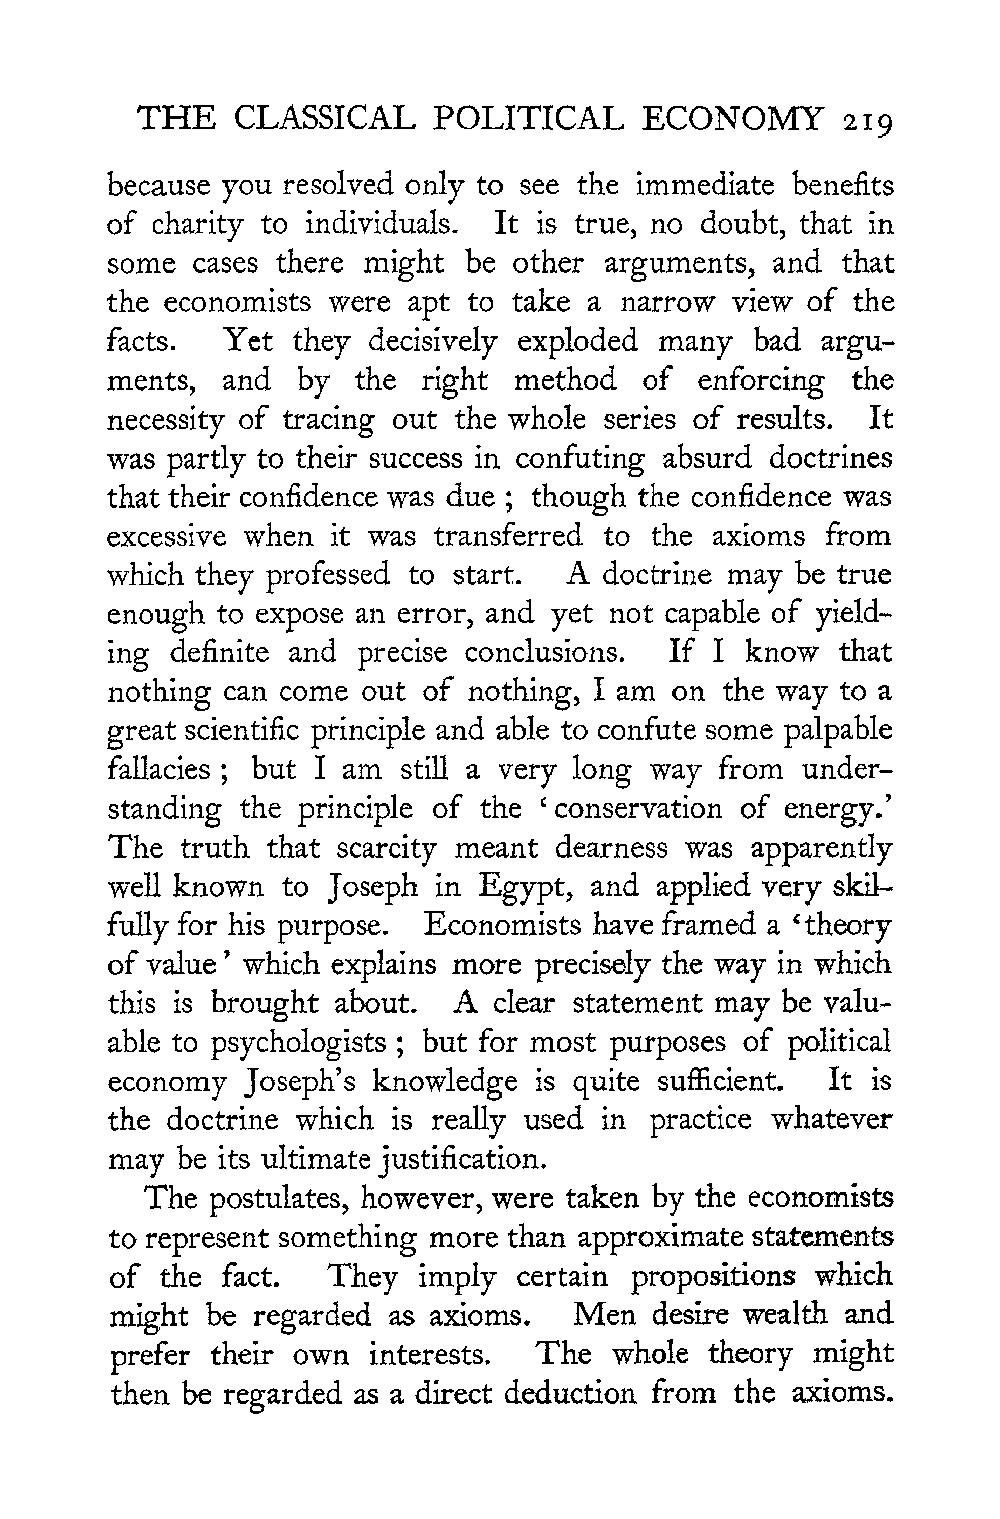 THE CLASSICAL POLITICAL ECONOMY 219
because you resolved only to see the immediate benefits
of charity to individuals. It is true, no doubt, that in
some cases there might be other arguments, and that
the economists were apt to take a narrow view of the
facts. Yet they decisively exploded many bad argu-
ments, and by the right method of enforcing the
necessity of tracing out the whole series of results. It
was partly to their success in confuting absurd doctrines
that their confidence was due ; though the confidence was
excessive when it was transferred to the axioms from
which they professed to start. A doctrine may be true
enough to expose an error, and yet not capable of yield-
ing definite and precise conclusions. If I know that
nothing can come out of nothing, I am on the way to a
great scientific principle and able to confute some palpable
fallacies ; but I am still a very long way from under-
standing the principle of the ‘conservation of energy.’
The truth that scarcity meant dearness was apparently
well known to Joseph in Egypt, and applied very skil-
fully for his purpose. Economists have framed a ‘theory
of value’ which explains more precisely the way in which
this is brought about. A clear statement may be valu-
able to psychologists ; but for most purposes of political
economy Joseph’s knowledge is quite sufficient. It is
the doctrine which is really used in practice whatever
may be its ultimate justification.
The postulates, however, were taken by the economists
to represent something more than approximate statements
of the fact. They imply certain propositions which
might be regarded as axioms. Men desire wealth and
prefer their own interests. The whole theory might
then be regarded as a direct deduction from the axioms.